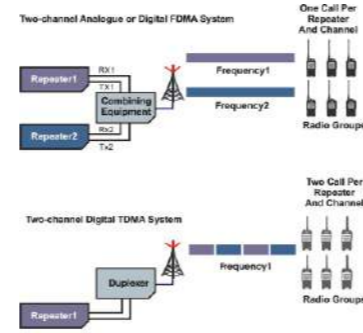 Two-channel Analogue or Digital FDMA System
One Call Per
Repeater
And Channel
Repeater1
RX1
TX1
Combining
Equipment
Rx2
Tx2
Repeater2
Frequency1
Frequency2
Radio Groups
Two-channel Digital TDMA System
Two Call Per
Repeater
And Channel
Duplexer
Frequency1
Repeater1
Radio Groups